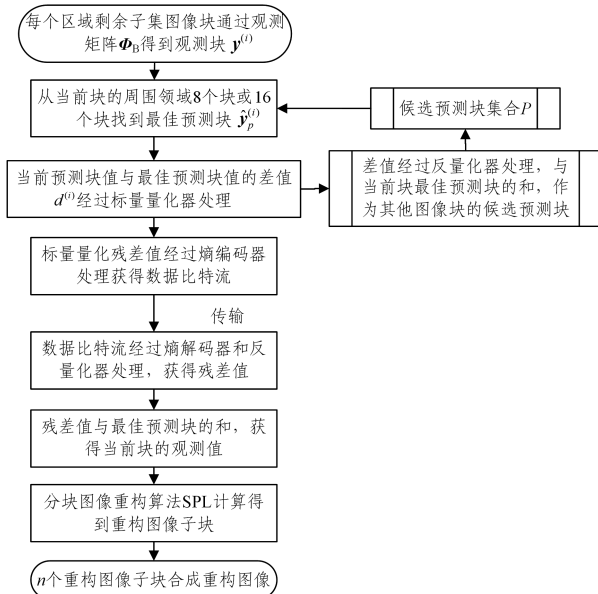 每个区域剩余子集图像块通过观测
矩阵Φ_B得到观测块 y^(i)
从当前块的周围领域8个块或16
个块找到最佳预测块 ŷ_p^(i)
候选预测块集合P
当前预测块值与最佳预测块值的差值
d^(i)经过标量量化器处理
差值经过反量化器处理，与
当前块最佳预测块的和，作
为其他图像块的候选预测块
标量量化残差值经过熵编码器
处理获得数据比特流
传输
数据比特流经过熵解码器和反
量化器处理，获得残差值
残差值与最佳预测块的和，获
得当前块的观测值
分块图像重构算法SPL计算得
到重构图像子块
n个重构图像子块合成重构图像